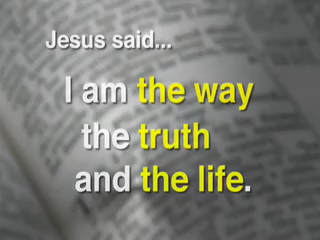 Jesus said...
I am the way
the truth
and the life.